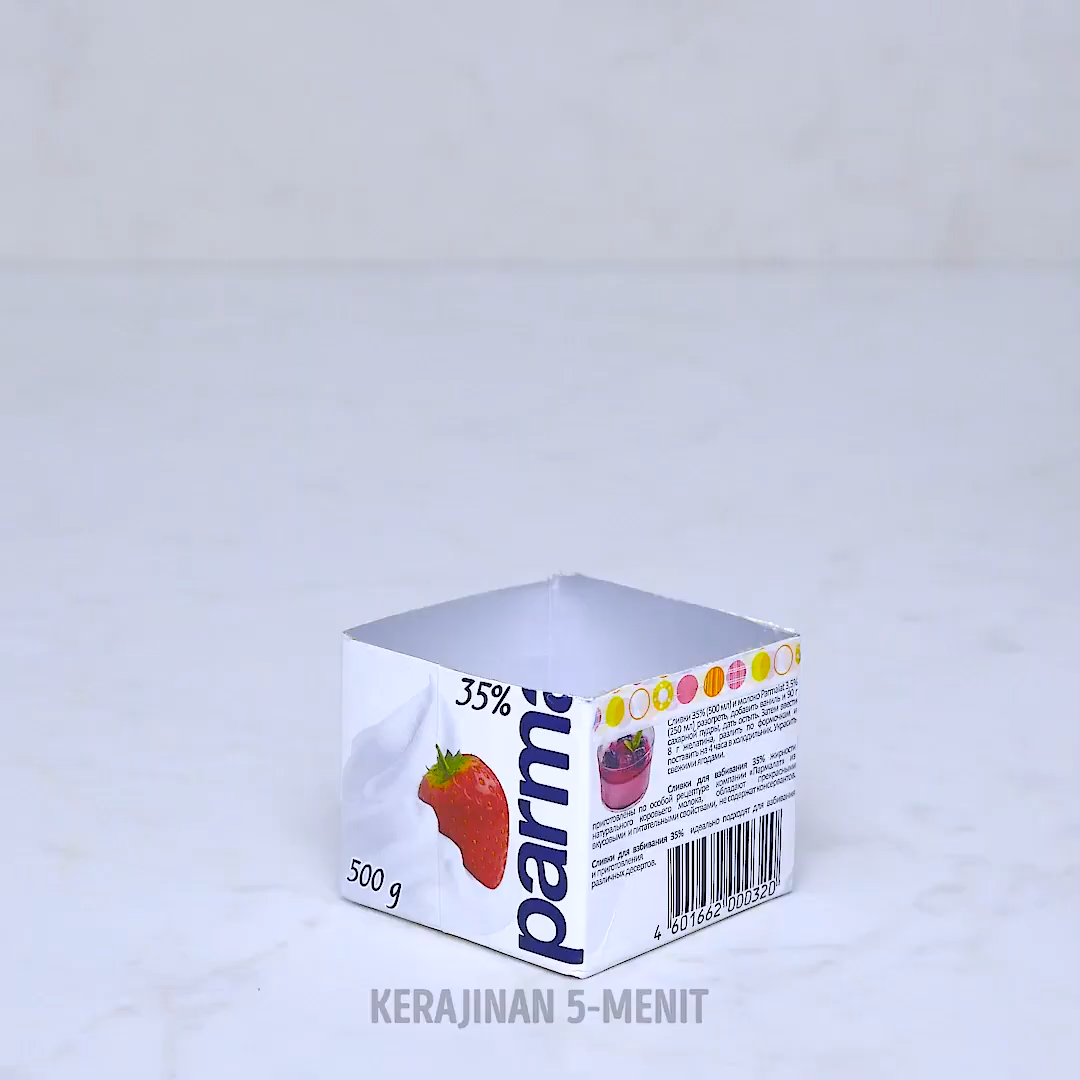 35%
500 g
parma
Сливки 35% (500 мл) и молоко Parmalat 3,5%
(250 мл) разогреть, добавить ваниль и 90 г
сахарной пудры, дать остыть. Затем ввести
8 г желатина, разлить по формочкам и
поставить на 4 часа в холодильник. Украсить
свежими ягодами.
Сливки для взбивания 35% жирности
приготовлены по особой рецептуре компании «Пармалат» из
натурального коровьего молока, обладают прекрасными
вкусовыми и питательными свойствами, не содержат консервантов.
Сливки для взбивания 35% идеально подходят для взбивания
и приготовления
различных десертов.
4 601662 000320
KERAJINAN 5-MENIT